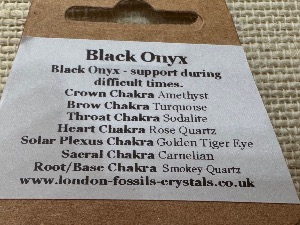 Black Onyx
Black Onyx - support during
difficult times.
Crown Chakra Amethyst
Brow Chakra Turquoise
Throat Chakra Sodalite
Heart Chakra Rose Quartz
Solar Plexus Chakra Golden Tiger Eye
Sacral Chakra Carnelian
Root/Base Chakra Smokey Quartz
www.london-fossils-crystals.co.uk